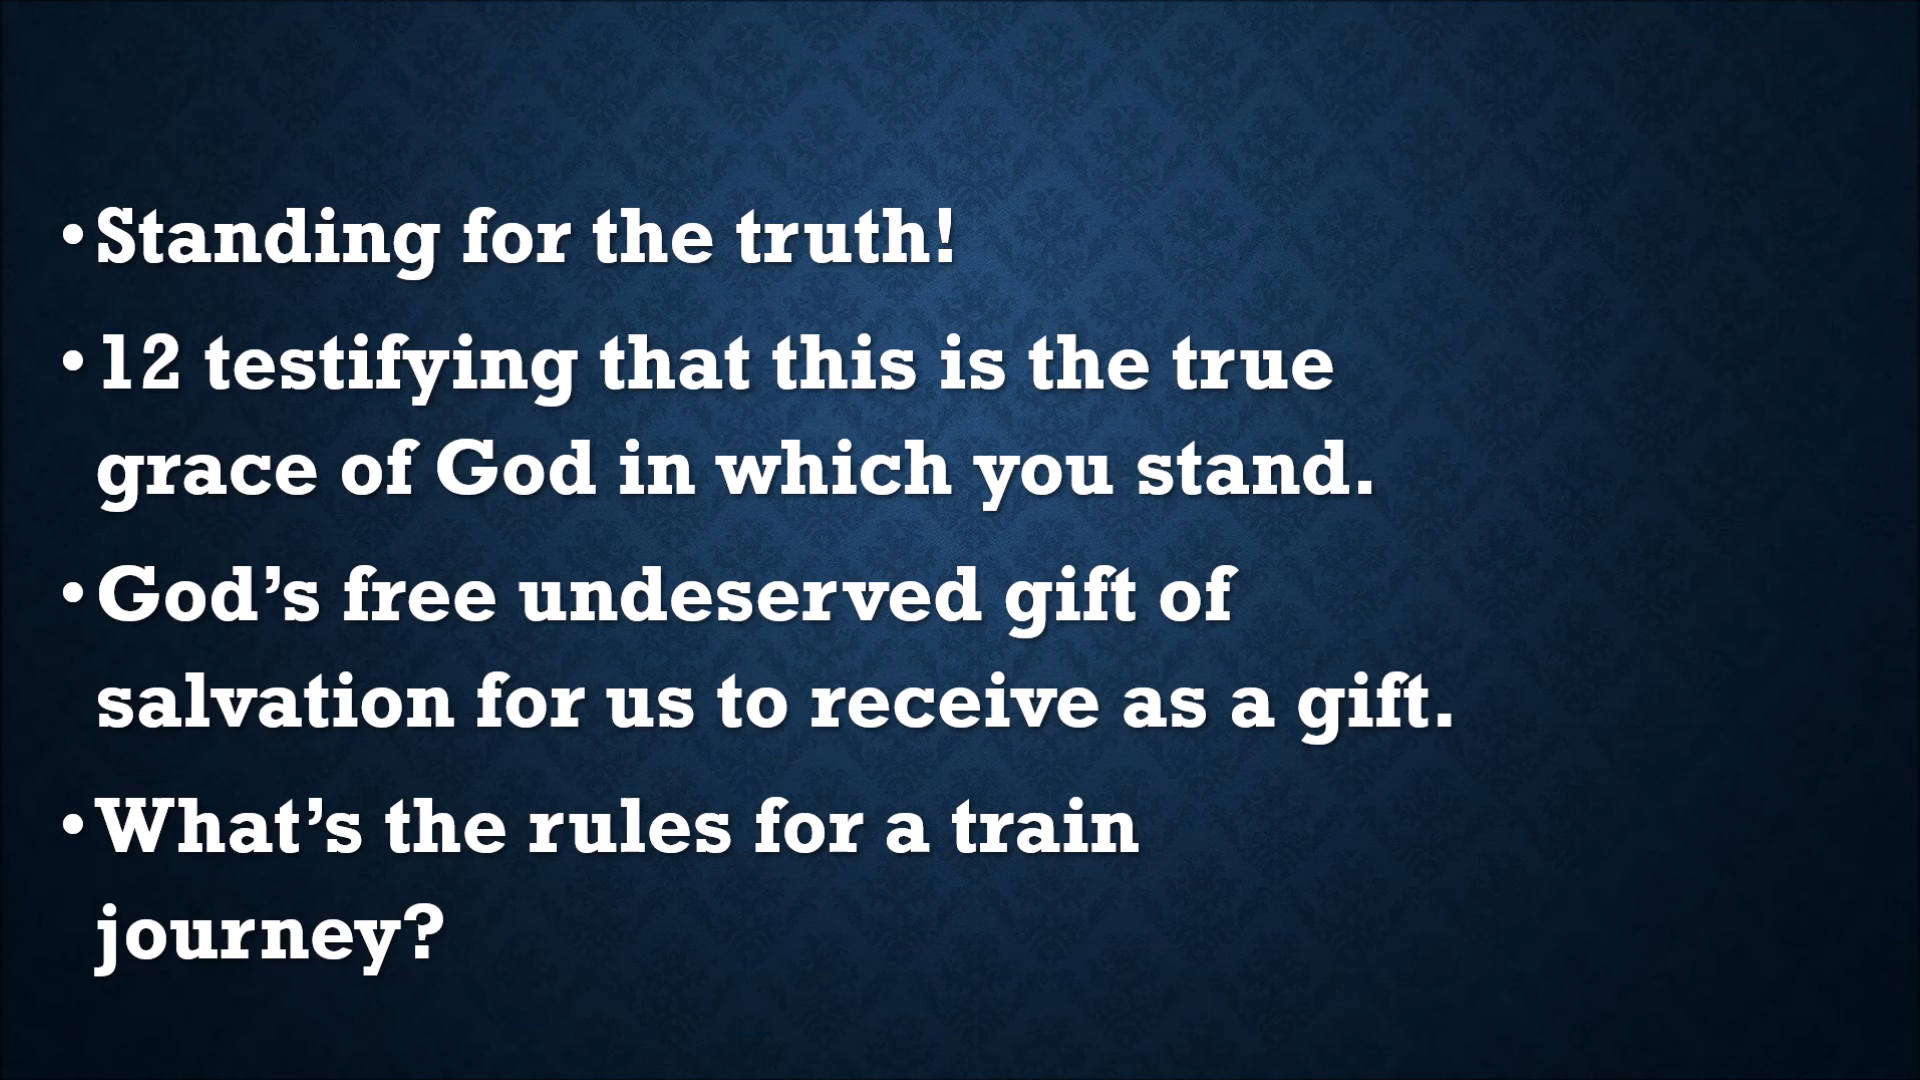 • Standing for the truth!
• 12 testifying that this is the true
grace of God in which you stand.
• God’s free undeserved gift of
salvation for us to receive as a gift.
• What’s the rules for a train
journey?